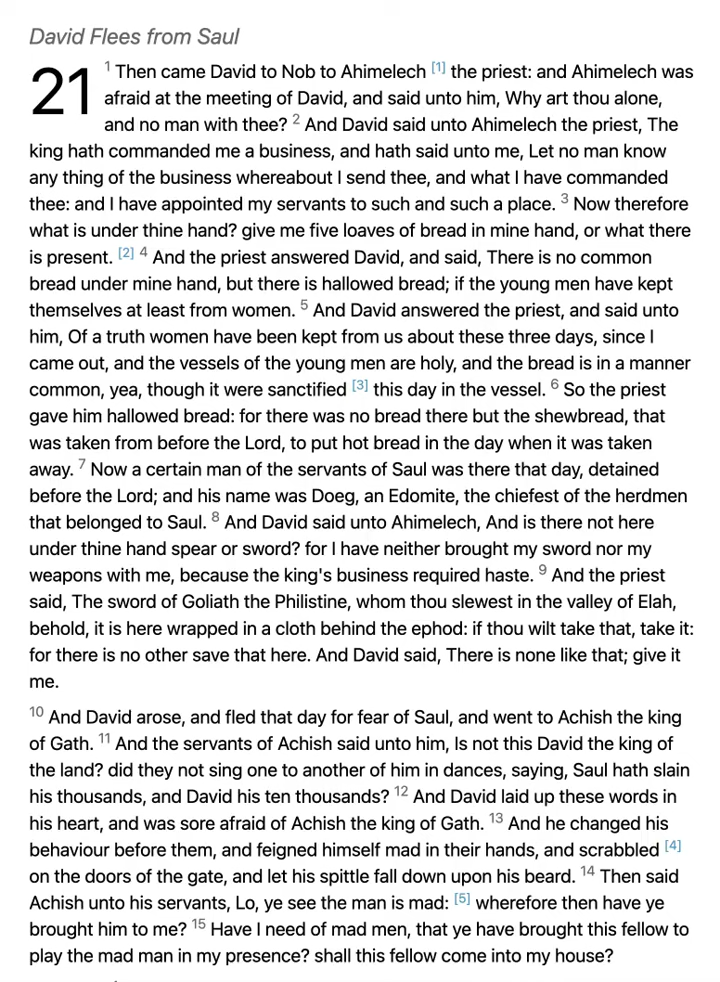 David Flees from Saul
21 1 Then came David to Nob to Ahimelech [1] the priest: and Ahimelech was
afraid at the meeting of David, and said unto him, Why art thou alone,
and no man with thee? 2 And David said unto Ahimelech the priest, The
king hath commanded me a business, and hath said unto me, Let no man know
any thing of the business whereabout I send thee, and what I have commanded
thee: and I have appointed my servants to such and such a place. 3 Now therefore
what is under thine hand? give me five loaves of bread in mine hand, or what there
is present. [2] 4 And the priest answered David, and said, There is no common
bread under mine hand, but there is hallowed bread; if the young men have kept
themselves at least from women. 5 And David answered the priest, and said unto
him, Of a truth women have been kept from us about these three days, since I
came out, and the vessels of the young men are holy, and the bread is in a manner
common, yea, though it were sanctified [3] this day in the vessel. 6 So the priest
gave him hallowed bread: for there was no bread there but the shewbread, that
was taken from before the Lord, to put hot bread in the day when it was taken
away. 7 Now a certain man of the servants of Saul was there that day, detained
before the Lord; and his name was Doeg, an Edomite, the chiefest of the herdmen
that belonged to Saul. 8 And David said unto Ahimelech, And is there not here
under thine hand spear or sword? for I have neither brought my sword nor my
weapons with me, because the king's business required haste. 9 And the priest
said, The sword of Goliath the Philistine, whom thou slewest in the valley of Elah,
behold, it is here wrapped in a cloth behind the ephod: if thou wilt take that, take it:
for there is no other save that here. And David said, There is none like that; give it
me.
10 And David arose, and fled that day for fear of Saul, and went to Achish the king
of Gath. 11 And the servants of Achish said unto him, Is not this David the king of
the land? did they not sing one to another of him in dances, saying, Saul hath slain
his thousands, and David his ten thousands? 12 And David laid up these words in
his heart, and was sore afraid of Achish the king of Gath. 13 And he changed his
behaviour before them, and feigned himself mad in their hands, and scrabbled [4]
on the doors of the gate, and let his spittle fall down upon his beard. 14 Then said
Achish unto his servants, Lo, ye see the man is mad: [5] wherefore then have ye
brought him to me? 15 Have I need of mad men, that ye have brought this fellow to
play the mad man in my presence? shall this fellow come into my house?